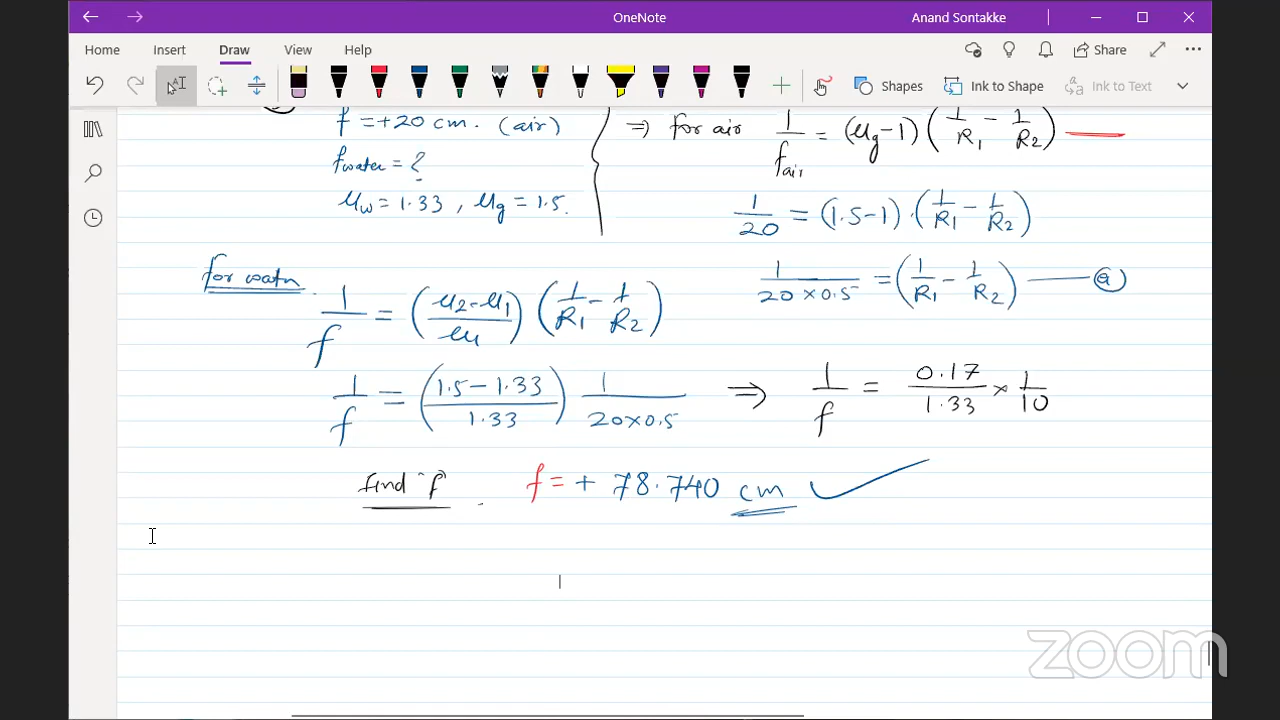 OneNote
Anand Sontakke
Home Insert Draw View Help
Share
Shapes
Ink to Shape
Ink to Text
f = +20 cm. (air)
fwater = ?
μw = 1.33 , μg = 1.5.
⇒ for air 1/fair = (μg-1)(1/R1 - 1/R2)
1/20 = (1.5-1).(1/R1 - 1/R2)
1/(20×0.5) = (1/R1 - 1/R2) —— ⓐ
for water.
1/f = ((μ2-μ1)/μ1)(1/R1 - 1/R2)
1/f = ((1.5-1.33)/1.33) 1/(20×0.5) ⇒ 1/f = 0.17/1.33 × 1/10
find "f" . f = + 78.740 cm ✓
zoom